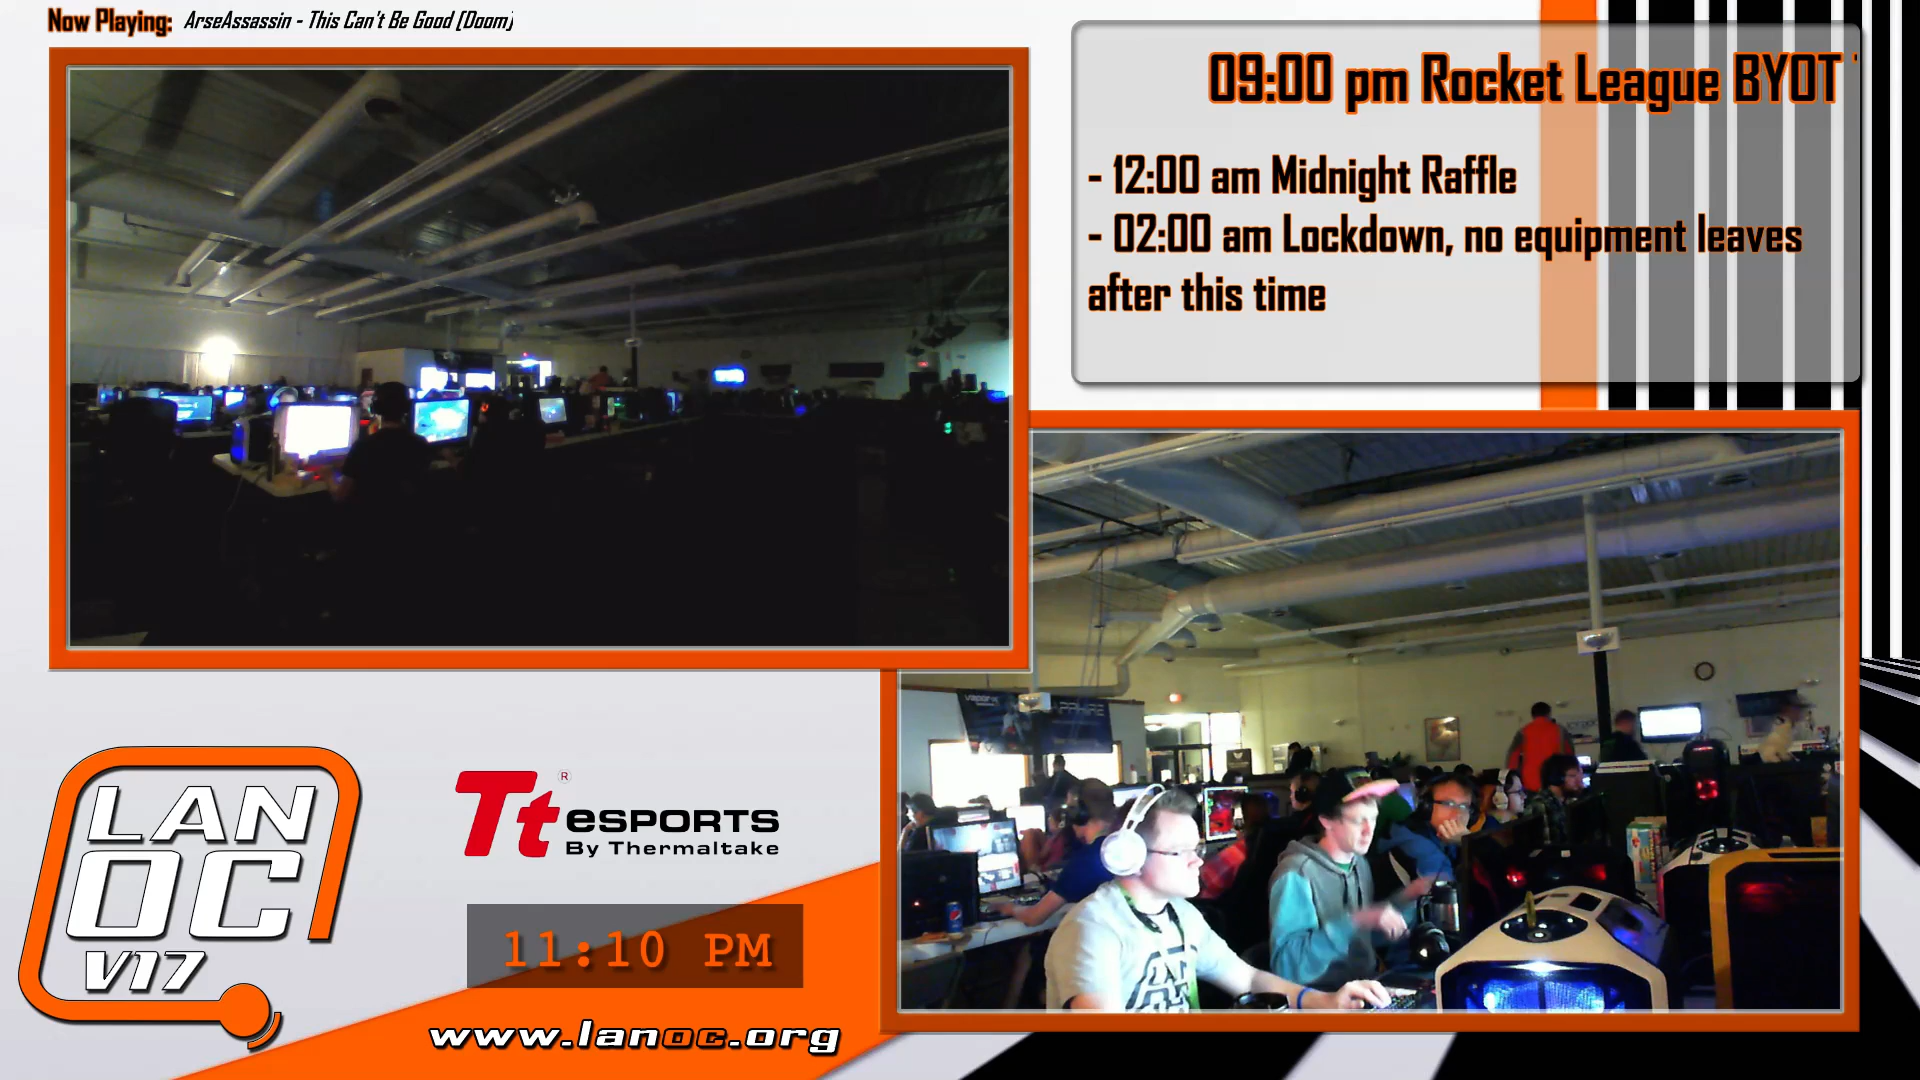 Now Playing: ArseAssassin - This Can't Be Good (Doom)
09:00 pm Rocket League BYOT
- 12:00 am Midnight Raffle
- 02:00 am Lockdown, no equipment leaves
after this time
LAN
OC
V17
Tt ® eSPORTS
By Thermaltake
11:10 PM
www.lanoc.org